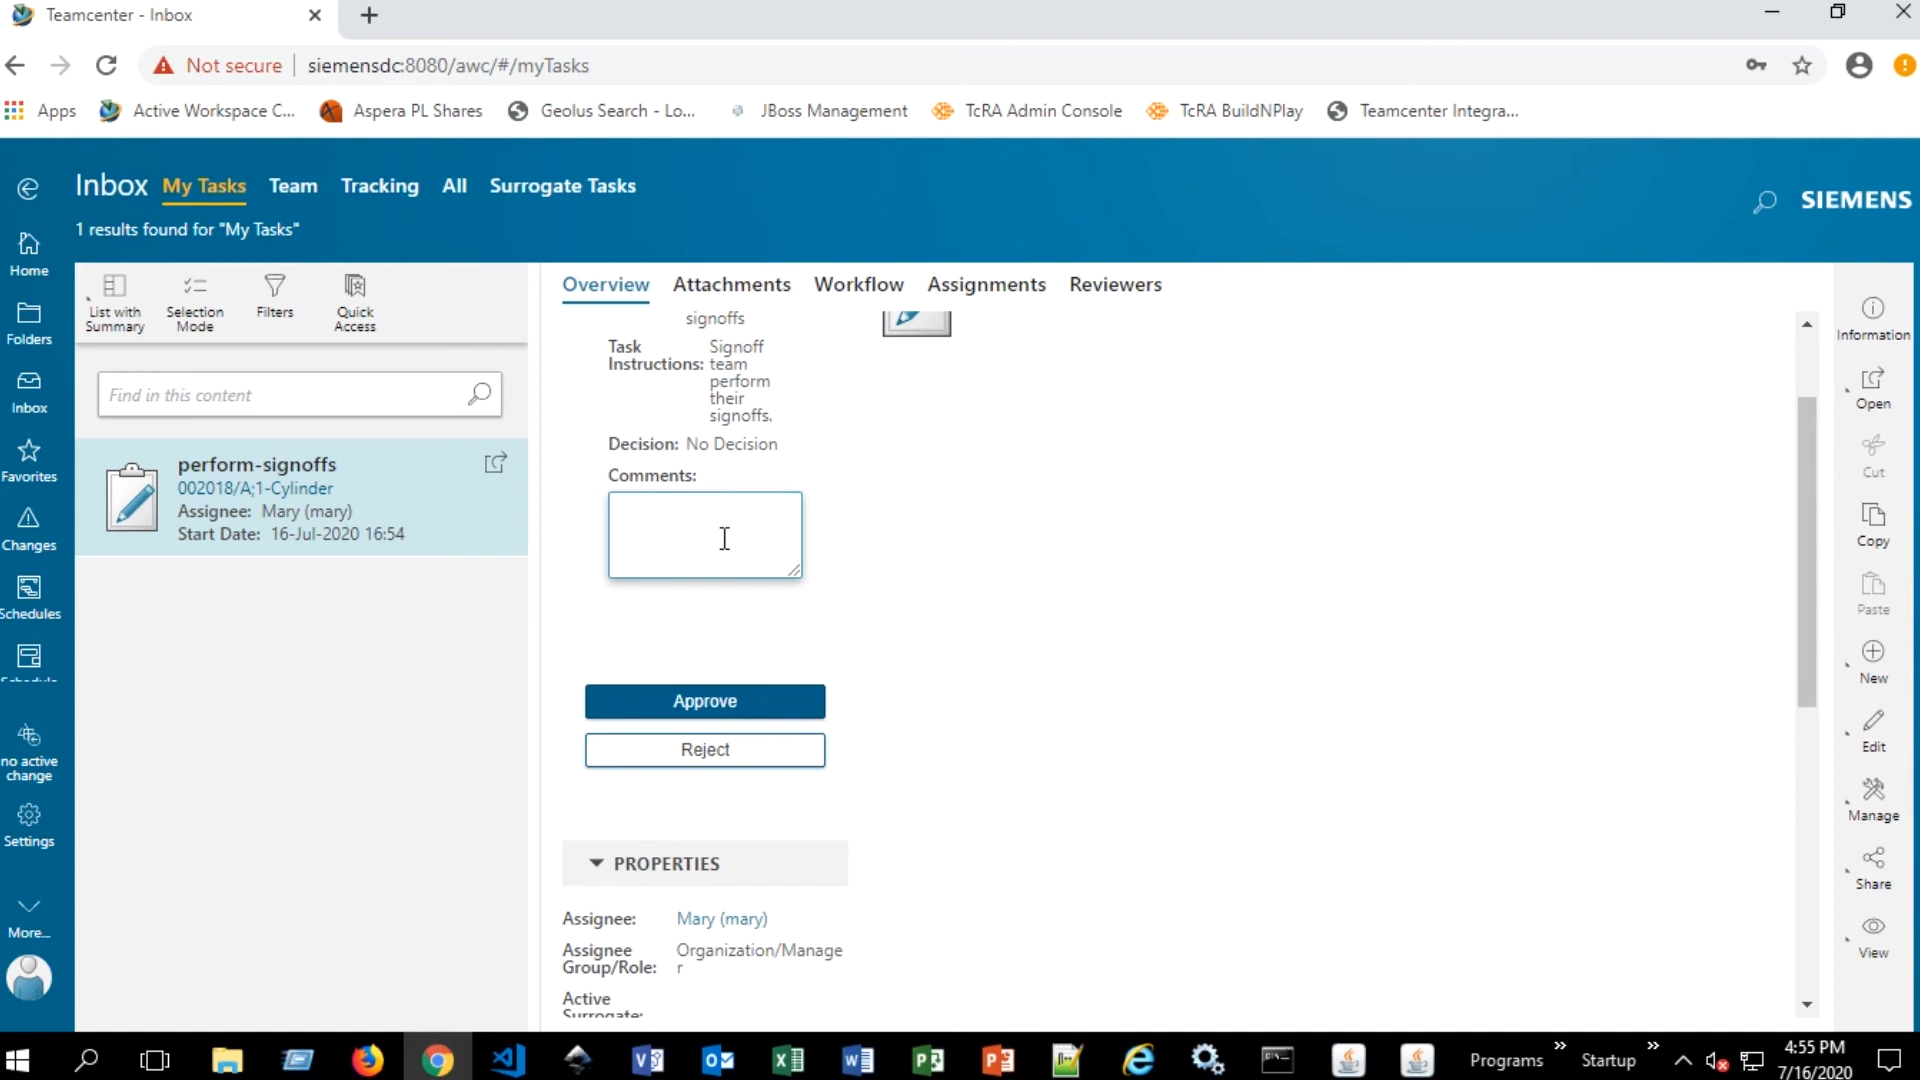 Teamcenter - Inbox
Not secure siemensdc:8080/awc/#/myTasks
Apps Active Workspace C... Aspera PL Shares Geolus Search - Lo... JBoss Management TcRA Admin Console TcRA BuildNPlay Teamcenter Integra...
Inbox My Tasks Team Tracking All Surrogate Tasks
SIEMENS
1 results found for "My Tasks"
Home
Folders
Inbox
Favorites
Changes
Schedules
no active
change
Settings
More...
List with
Summary
Selection
Mode
Filters
Quick
Access
Find in this content
perform-signoffs
002018/A;1-Cylinder
Assignee: Mary (mary)
Start Date: 16-Jul-2020 16:54
Overview Attachments Workflow Assignments Reviewers
signoffs
Task Signoff
Instructions: team
perform
their
signoffs.
Decision: No Decision
Comments:
Approve
Reject
PROPERTIES
Assignee: Mary (mary)
Assignee Organization/Manage
Group/Role: r
Active
Surrogate:
Information
Open
Cut
Copy
Paste
New
Edit
Manage
Share
View
Programs
Startup
4:55 PM
7/16/2020